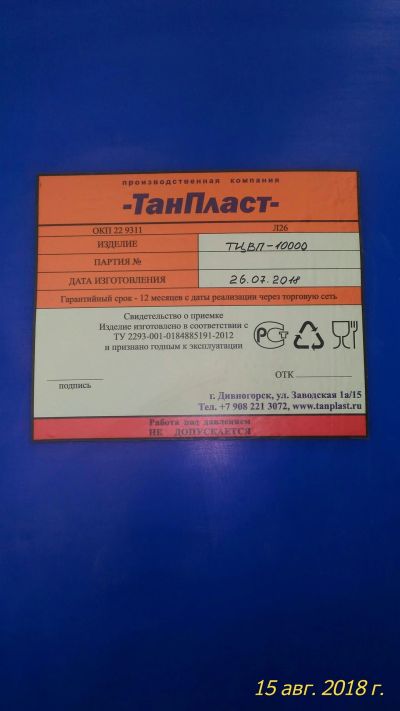 производственная компания
-ТанПласт-
ОКП 22 9311 Л26
ИЗДЕЛИЕ ТЦВП-10000
ПАРТИЯ №
ДАТА ИЗГОТОВЛЕНИЯ 26.07.2018
Гарантийный срок - 12 месяцев с даты реализации через торговую сеть
Свидетельство о приемке
Изделие изготовлено в соответствии с
ТУ 2293-001-0184885191-2012
и признано годным к эксплуатации
РСТ
ОТК
подпись
г. Дивногорск, ул. Заводская 1а/15
Тел. +7 908 221 3072, www.tanplast.ru
Работа под давлением
НЕ ДОПУСКАЕТСЯ
15 авг. 2018 г.